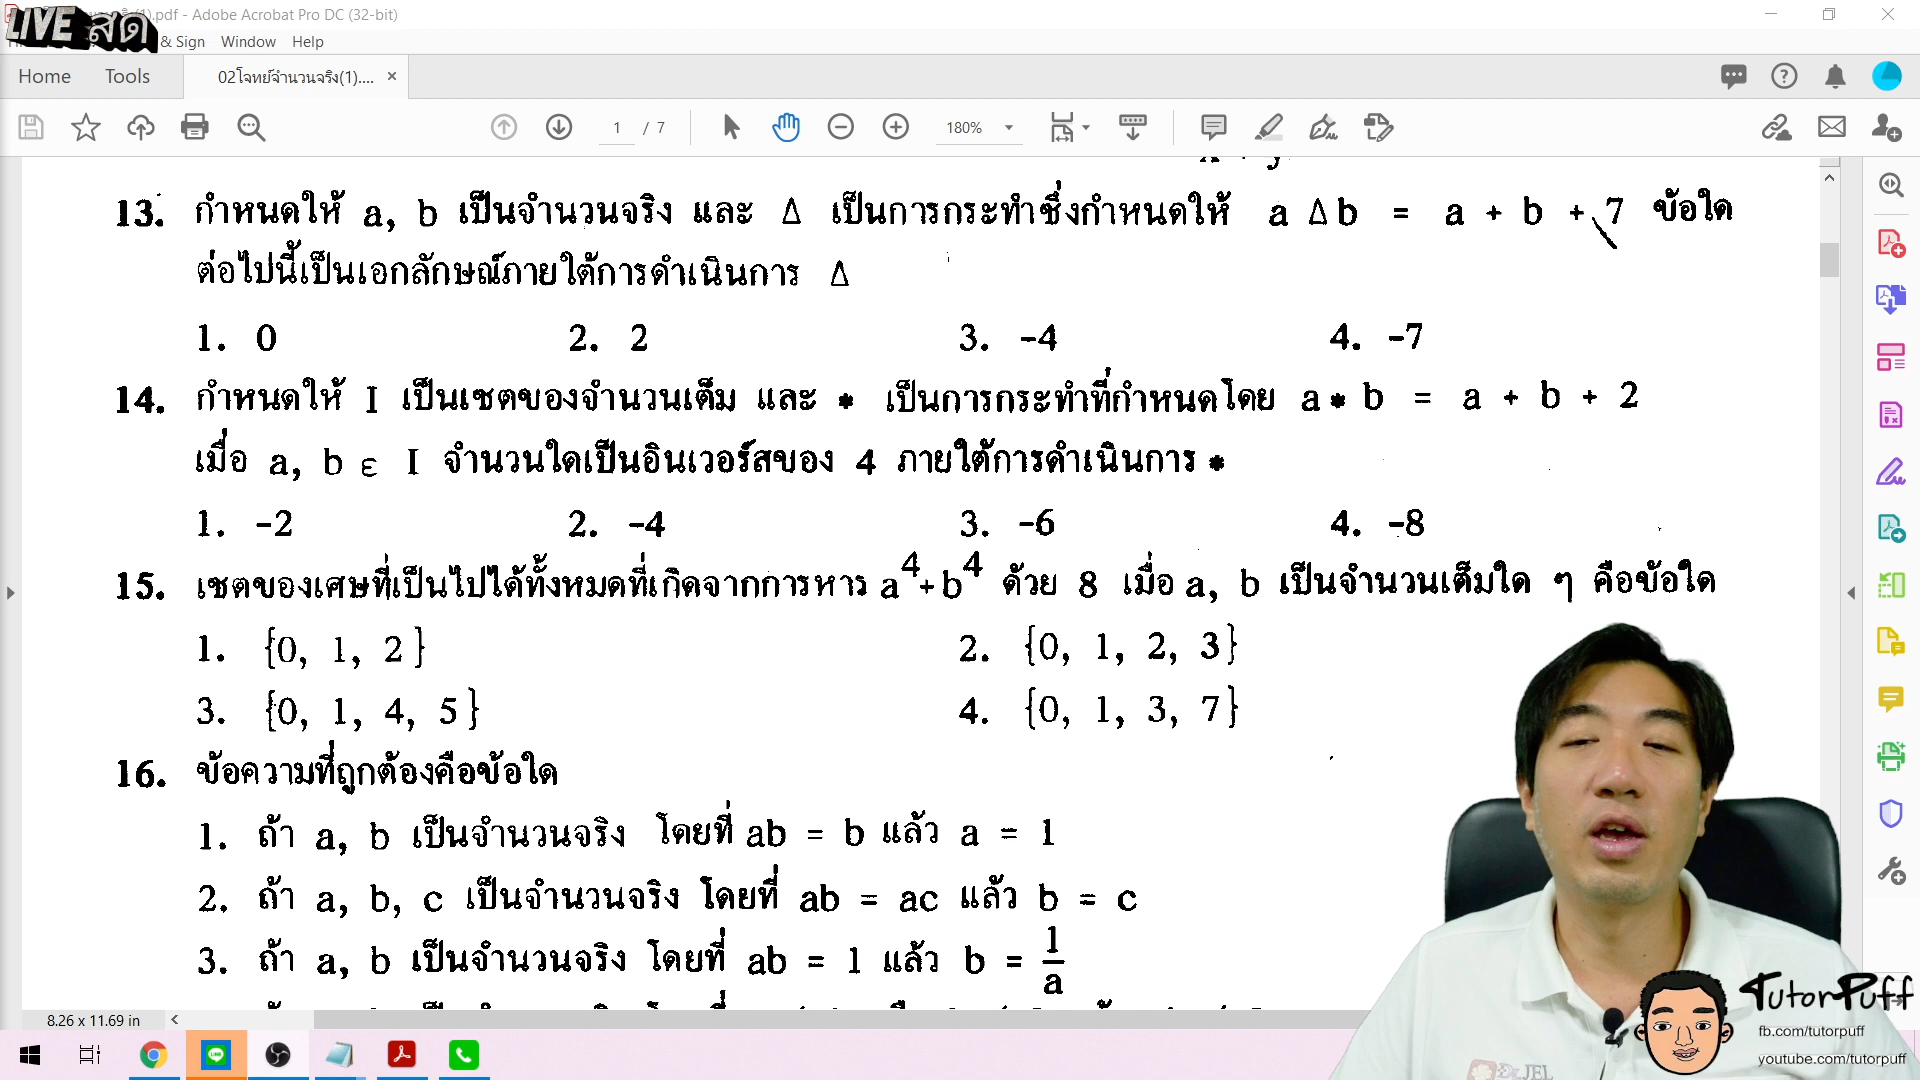 LIVE สด
(1).pdf - Adobe Acrobat Pro DC (32-bit)
& Sign Window Help
Home Tools 02โจทย์จำนวนจริง(1)....
1 / 7 180%
13. กำหนดให้ a, b เป็นจำนวนจริง และ Δ เป็นการกระทำซึ่งกำหนดให้ a Δ b = a + b + 7 ข้อใด
ต่อไปนี้เป็นเอกลักษณ์ภายใต้การดำเนินการ Δ
1. 0 2. 2 3. -4 4. -7
14. กำหนดให้ I เป็นเซตของจำนวนเต็ม และ * เป็นการกระทำที่กำหนดโดย a * b = a + b + 2
เมื่อ a, b ε I จำนวนใดเป็นอินเวอร์สของ 4 ภายใต้การดำเนินการ *
1. -2 2. -4 3. -6 4. -8
15. เซตของเศษที่เป็นไปได้ทั้งหมดที่เกิดจากการหาร a⁴+b⁴ ด้วย 8 เมื่อ a, b เป็นจำนวนเต็มใด ๆ คือข้อใด
1. {0, 1, 2} 2. {0, 1, 2, 3}
3. {0, 1, 4, 5} 4. {0, 1, 3, 7}
16. ข้อความที่ถูกต้องคือข้อใด
1. ถ้า a, b เป็นจำนวนจริง โดยที่ ab = b แล้ว a = 1
2. ถ้า a, b, c เป็นจำนวนจริง โดยที่ ab = ac แล้ว b = c
3. ถ้า a, b เป็นจำนวนจริง โดยที่ ab = 1 แล้ว b = 1/a
8.26 x 11.69 in
TutorPuff
fb.com/tutorpuff
youtube.com/tutorpuff